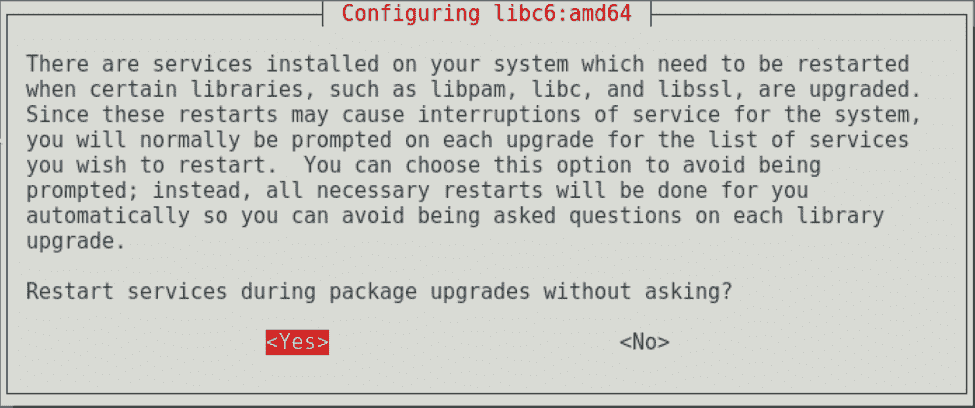 Configuring libc6:amd64
There are services installed on your system which need to be restarted
when certain libraries, such as libpam, libc, and libssl, are upgraded.
Since these restarts may cause interruptions of service for the system,
you will normally be prompted on each upgrade for the list of services
you wish to restart.  You can choose this option to avoid being
prompted; instead, all necessary restarts will be done for you
automatically so you can avoid being asked questions on each library
upgrade.
Restart services during package upgrades without asking?
<Yes> <No>